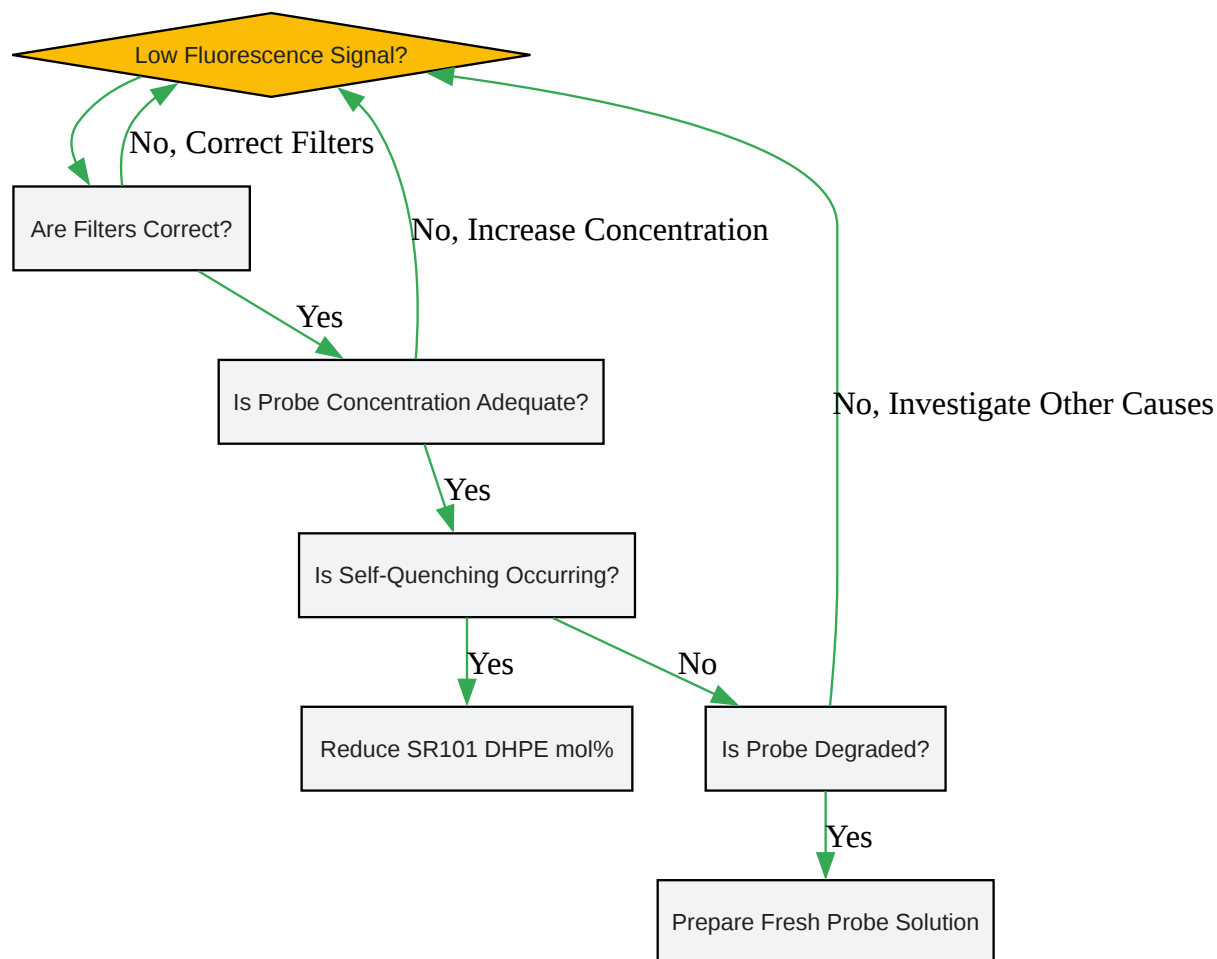 Low Fluorescence Signal?
No, Correct Filters
Are Filters Correct?
No, Increase Concentration
Yes
Is Probe Concentration Adequate?
No, Investigate Other Causes
Yes
Is Self-Quenching Occurring?
Yes
No
Reduce SR101 DHPE mol%
Is Probe Degraded?
Yes
Prepare Fresh Probe Solution